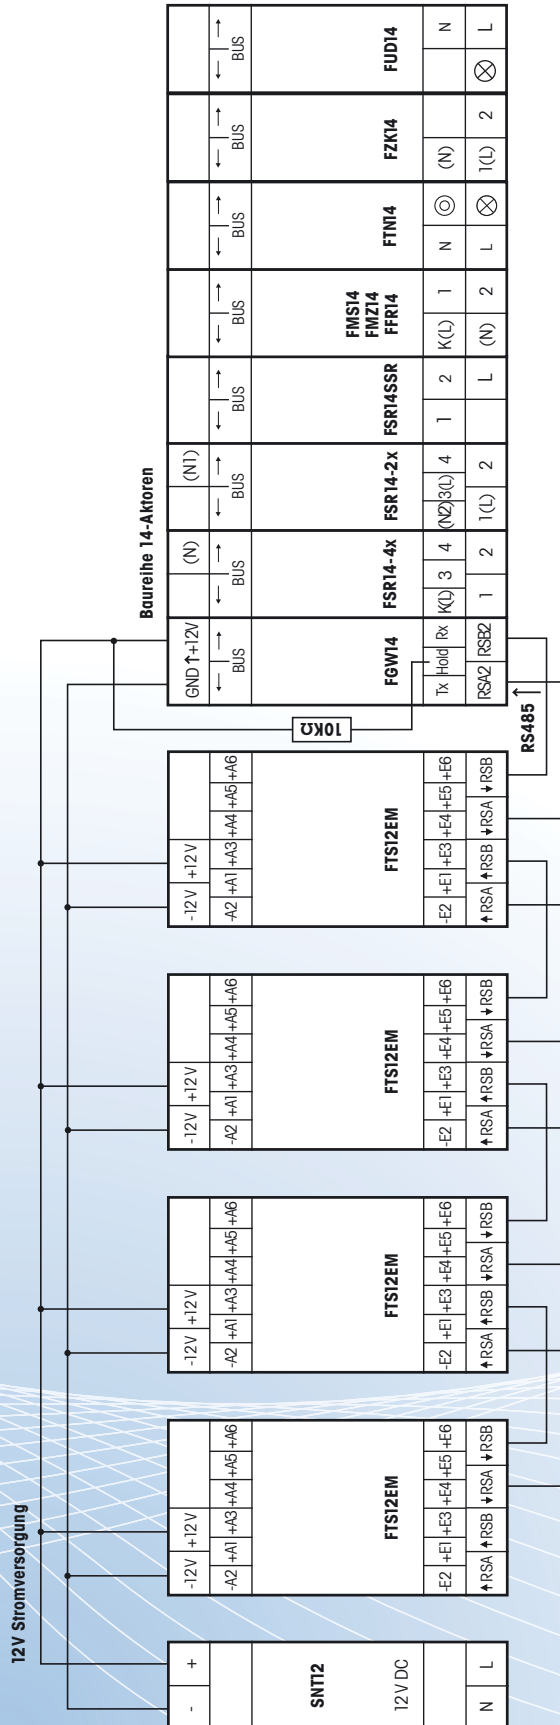 12V Stromversorgung
Baureihe 14-Aktoren
- +
SNT12
12 V DC
N L
-12V +12V
-A2 +A1 +A3 +A4 +A5 +A6
FTS12EM
-E2 +E1 +E3 +E4 +E5 +E6
↑RSA ↑RSB ↓RSA ↓RSB
-12V +12V
-A2 +A1 +A3 +A4 +A5 +A6
FTS12EM
-E2 +E1 +E3 +E4 +E5 +E6
↑RSA ↑RSB ↓RSA ↓RSB
-12V +12V
-A2 +A1 +A3 +A4 +A5 +A6
FTS12EM
-E2 +E1 +E3 +E4 +E5 +E6
↑RSA ↑RSB ↓RSA ↓RSB
-12V +12V
-A2 +A1 +A3 +A4 +A5 +A6
FTS12EM
-E2 +E1 +E3 +E4 +E5 +E6
↑RSA ↑RSB ↓RSA ↓RSB
10KΩ
RS485
GND ↑+12V
← → BUS
FGW14
Tx Hold Rx
RSA2 RSB2
(N)
← → BUS
FSR14-4x
K(L) 3 4
1 2
(N1)
← → BUS
FSR14-2x
(N2) 3(L) 4
1(L) 2
← → BUS
FSR14SSR
1 2
L
← → BUS
FMS14
FMZ14
FFR14
K(L) 1
(N) 2
← → BUS
FTN14
N
L
← → BUS
FZK14
(N)
1(L) 2
← → BUS
FUD14
N
L